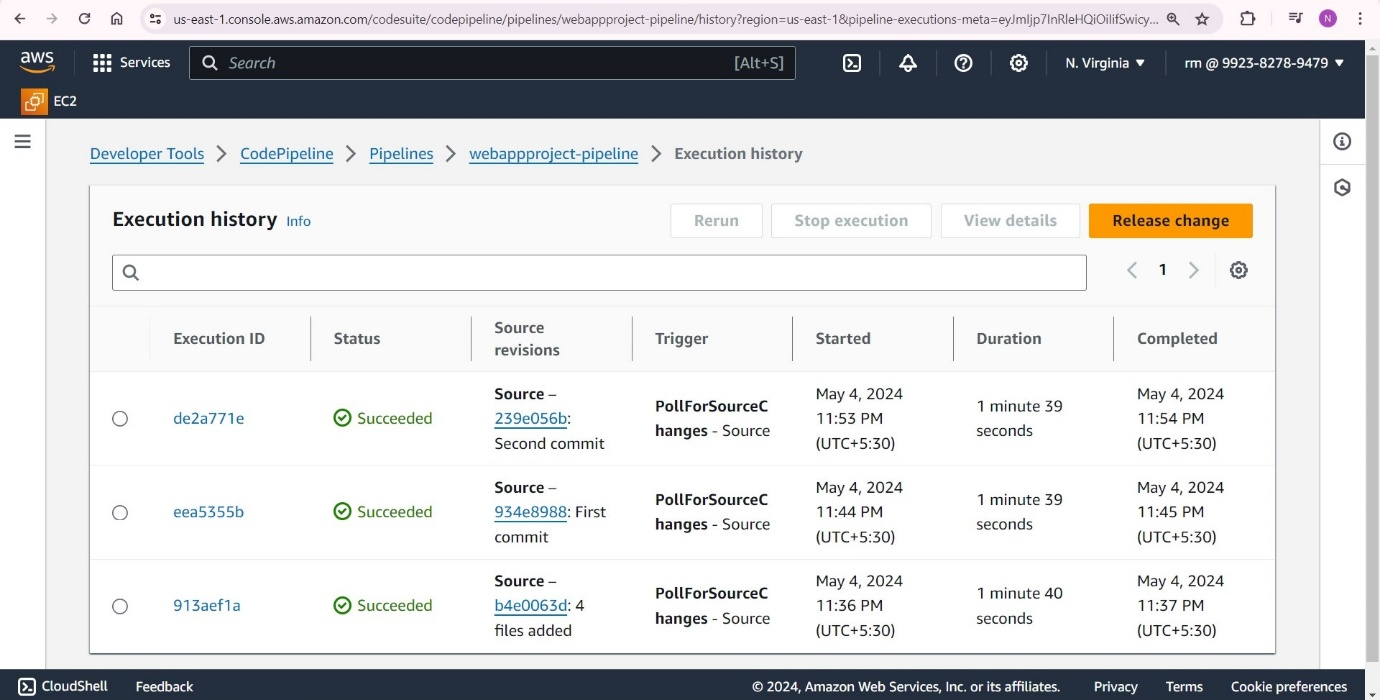 us-east-1.console.aws.amazon.com/codesuite/codepipeline/pipelines/webappproject-pipeline/history?region=us-east-1&pipeline-executions-meta=eyJmIjp7InRleHQiOiIifSwicy...
N
aws
Services
Search
[Alt+S]
N. Virginia
rm @ 9923-8278-9479
EC2
Developer Tools > CodePipeline > Pipelines > webappproject-pipeline > Execution history
Execution history Info
Rerun
Stop execution
View details
Release change
1
Execution ID
Status
Source
revisions
Trigger
Started
Duration
Completed
de2a771e
Succeeded
Source –
239e056b:
Second commit
PollForSourceC
hanges - Source
May 4, 2024
11:53 PM
(UTC+5:30)
1 minute 39
seconds
May 4, 2024
11:54 PM
(UTC+5:30)
eea5355b
Succeeded
Source –
934e8988: First
commit
PollForSourceC
hanges - Source
May 4, 2024
11:44 PM
(UTC+5:30)
1 minute 39
seconds
May 4, 2024
11:45 PM
(UTC+5:30)
913aef1a
Succeeded
Source –
b4e0063d: 4
files added
PollForSourceC
hanges - Source
May 4, 2024
11:36 PM
(UTC+5:30)
1 minute 40
seconds
May 4, 2024
11:37 PM
(UTC+5:30)
CloudShell
Feedback
© 2024, Amazon Web Services, Inc. or its affiliates.
Privacy
Terms
Cookie preferences